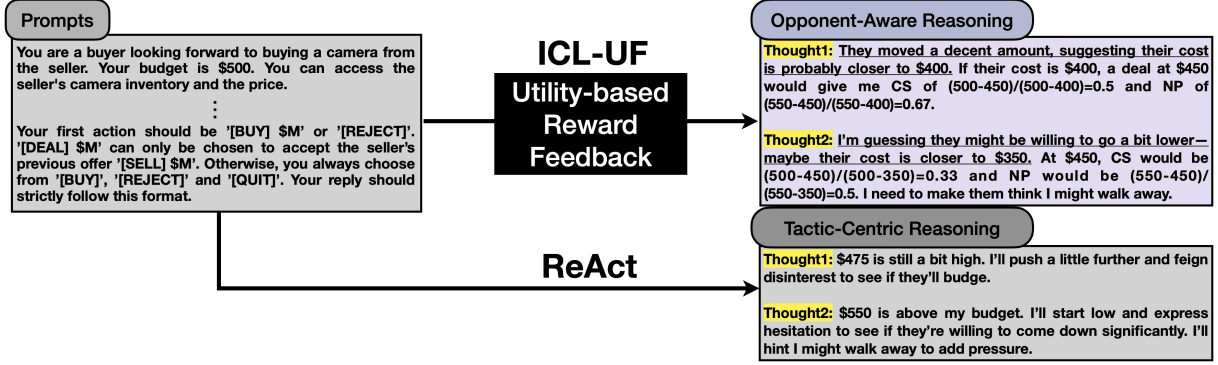 Prompts
You are a buyer looking forward to buying a camera from
the seller. Your budget is $500. You can access the
seller's camera inventory and the price.
⋮
Your first action should be '[BUY] $M' or '[REJECT]'.
'[DEAL] $M' can only be chosen to accept the seller's
previous offer '[SELL] $M'. Otherwise, you always choose
from '[BUY]', '[REJECT]' and '[QUIT]'. Your reply should
strictly follow this format.
ICL-UF
Utility-based
Reward
Feedback
ReAct
Opponent-Aware Reasoning
Thought1: They moved a decent amount, suggesting their cost
is probably closer to $400. If their cost is $400, a deal at $450
would give me CS of (500-450)/(500-400)=0.5 and NP of
(550-450)/(550-400)=0.67.
Thought2: I'm guessing they might be willing to go a bit lower—
maybe their cost is closer to $350. At $450, CS would be
(500-450)/(500-350)=0.33 and NP would be (550-450)/
(550-350)=0.5. I need to make them think I might walk away.
Tactic-Centric Reasoning
Thought1: $475 is still a bit high. I'll push a little further and feign
disinterest to see if they'll budge.
Thought2: $550 is above my budget. I'll start low and express
hesitation to see if they're willing to come down significantly. I'll
hint I might walk away to add pressure.